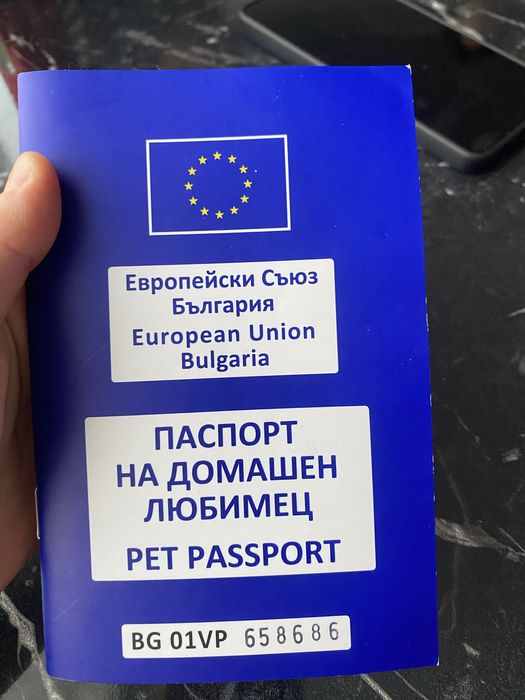 Европейски Съюз
България
European Union
Bulgaria
ПАСПОРТ
НА ДОМАШЕН
ЛЮБИМЕЦ
PET PASSPORT
BG 01VP 658686